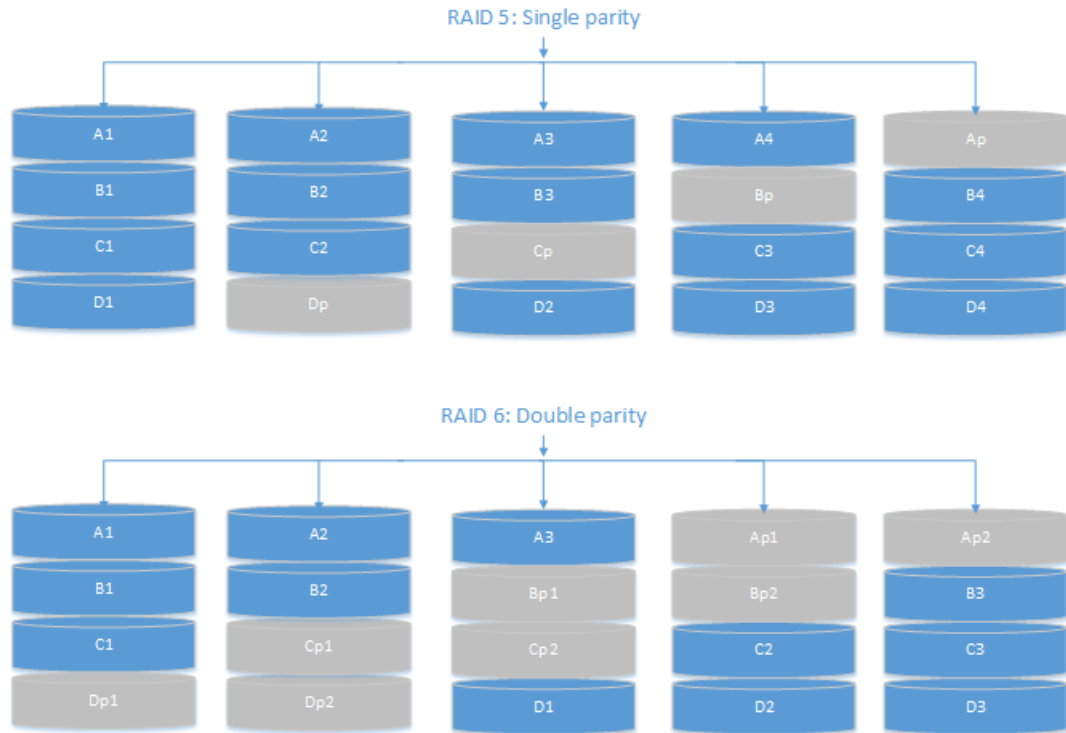 RAID 5: Single parity
A1 A2 A3 A4 Ap
B1 B2 B3 Bp B4
C1 C2 Cp C3 C4
D1 Dp D2 D3 D4
RAID 6: Double parity
A1 A2 A3 Ap1 Ap2
B1 B2 Bp1 Bp2 B3
C1 Cp1 Cp2 C2 C3
Dp1 Dp2 D1 D2 D3